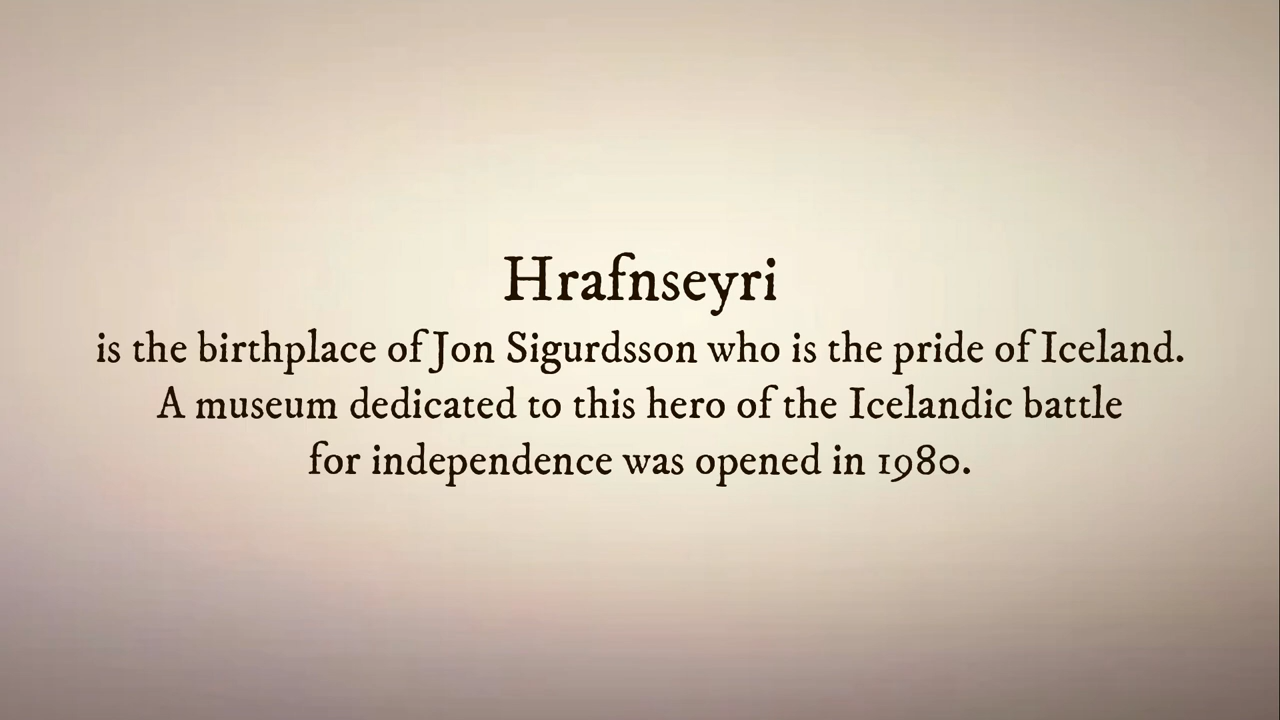 Hrafnseyri
is the birthplace of Jon Sigurdsson who is the pride of Iceland.
A museum dedicated to this hero of the Icelandic battle
for independence was opened in 1980.